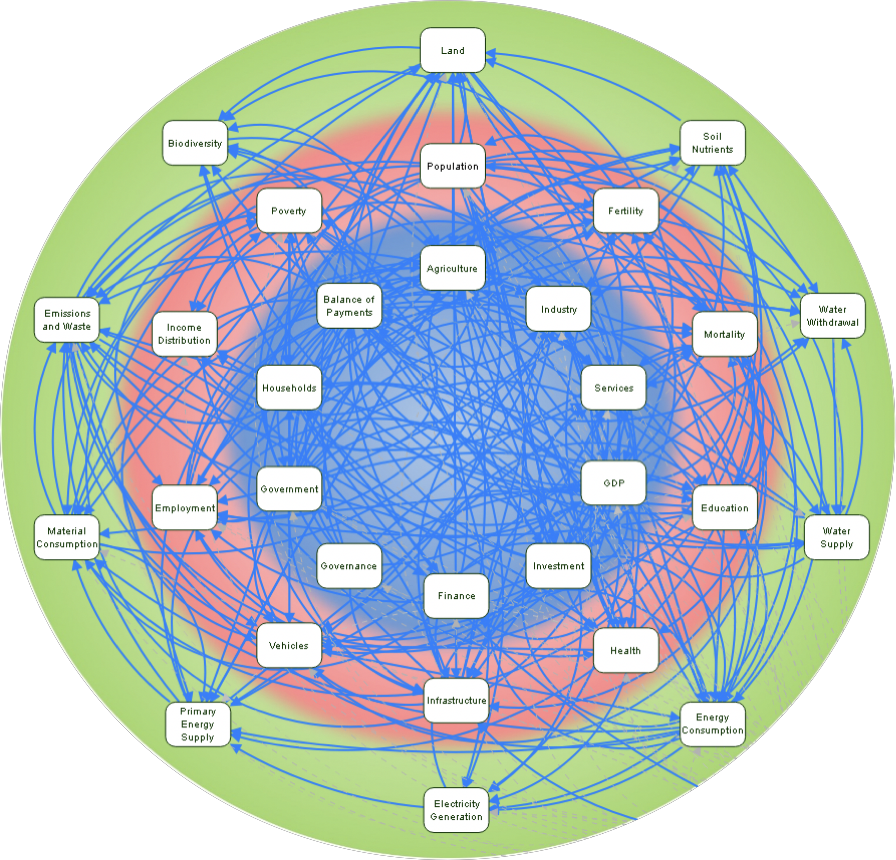 Land
Biodiversity
Soil
Nutrients
Population
Poverty
Fertility
Agriculture
Balance of
Payments
Industry
Emissions
and Waste
Income
Distribution
Mortality
Water
Withdrawal
Households
Services
Government
GDP
Employment
Education
Material
Consumption
Water
Supply
Governance
Investment
Finance
Vehicles
Health
Infrastructure
Primary
Energy
Supply
Energy
Consumption
Electricity
Generation